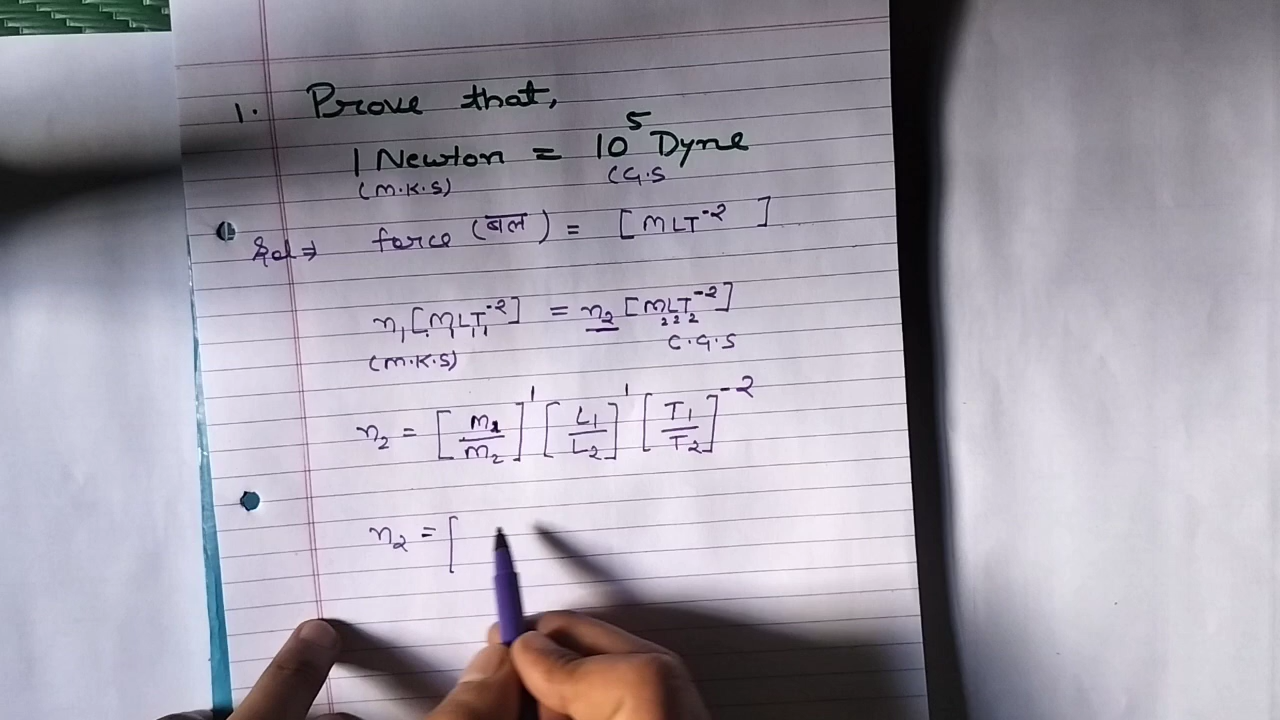 1. Prove that,
1 Newton = 10⁵ Dyne
(M.K.S) (C.G.S
Sol ⇒ force (बल) = [MLT⁻²]
n₁[M₁L₁T₁⁻²] = n₂[M₂L₂T₂⁻²]
(M.K.S) C.G.S
n₂ = [M₁/M₂]¹ [L₁/L₂]¹ [T₁/T₂]⁻²
n₂ = [